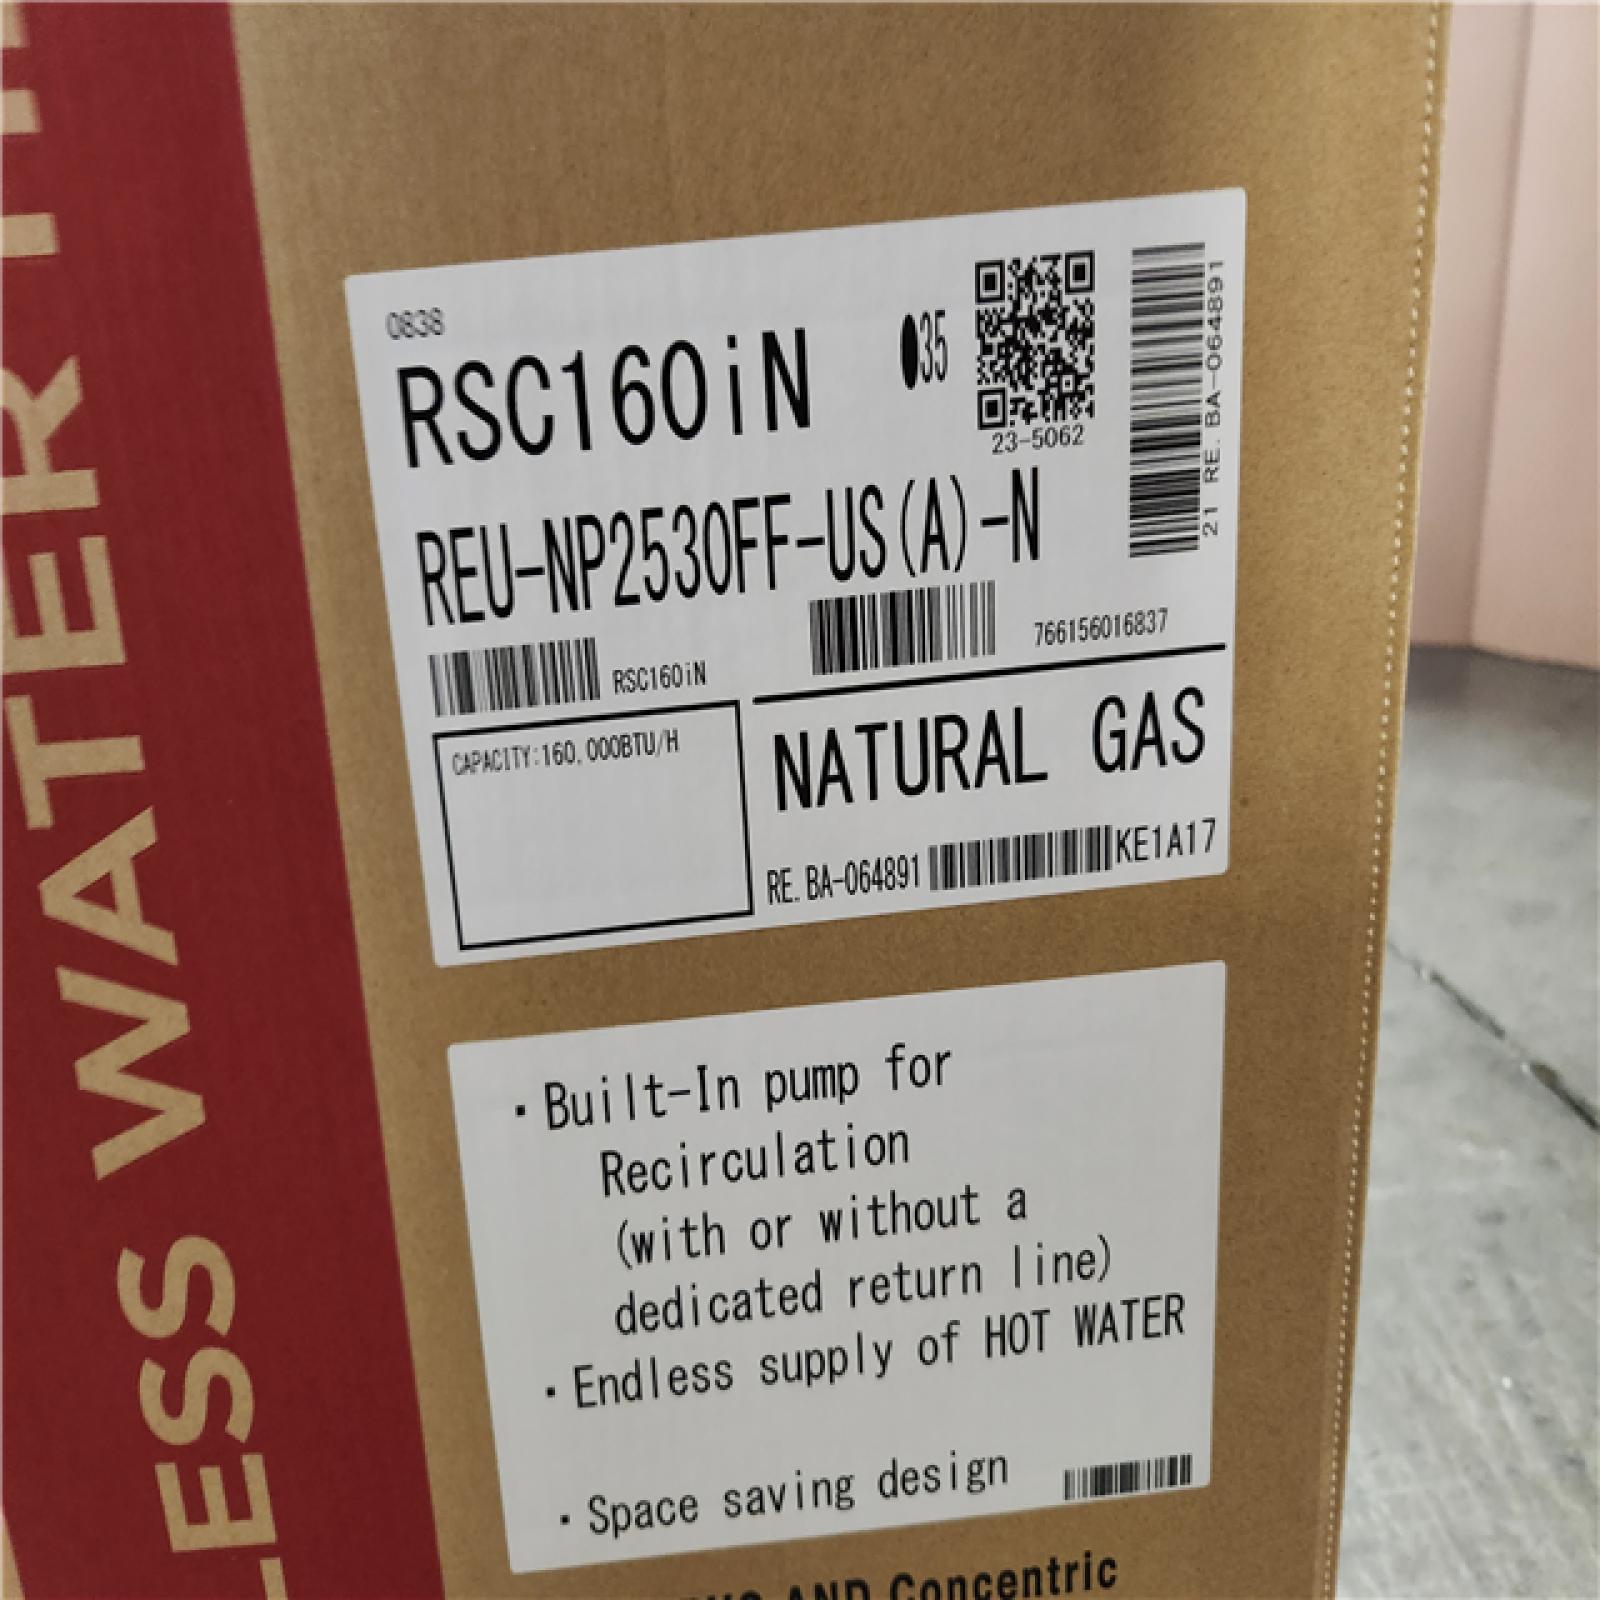 0838
RSC160iN
35
23-5062
21 RE. BA-064891
REU-NP2530FF-US(A)-N
RSC160iN
766156016837
CAPACITY:160,000BTU/H
NATURAL GAS
RE. BA-064891
KE1A17
・Built-In pump for
Recirculation
(with or without a
dedicated return line)
・Endless supply of HOT WATER
・Space saving design
AND Concentric
WATER